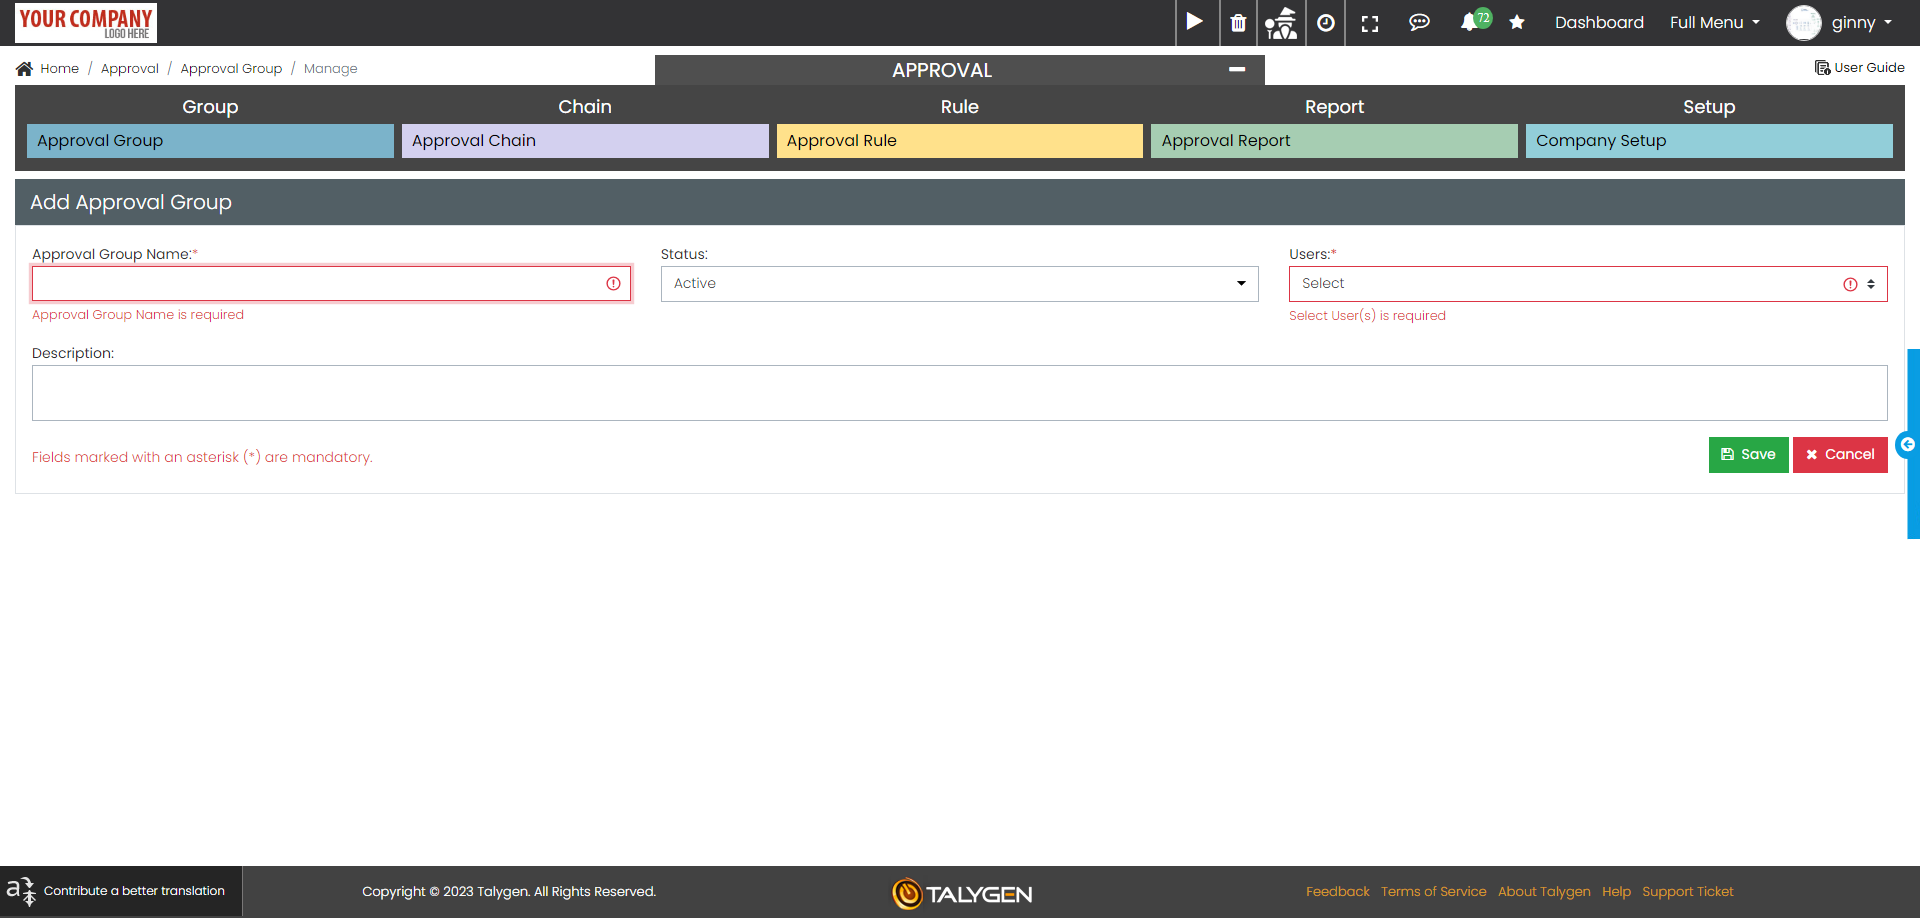 YOUR COMPANY
LOGO HERE
72
Dashboard
Full Menu
ginny
Home / Approval / Approval Group / Manage
APPROVAL
User Guide
Group
Chain
Rule
Report
Setup
Approval Group
Approval Chain
Approval Rule
Approval Report
Company Setup
Add Approval Group
Approval Group Name:*
Status:
Users:*
Active
Select
Approval Group Name is required
Select User(s) is required
Description:
Fields marked with an asterisk (*) are mandatory.
Save
Cancel
Contribute a better translation
Copyright © 2023 Talygen. All Rights Reserved.
TALYGEN
Feedback
Terms of Service
About Talygen
Help
Support Ticket